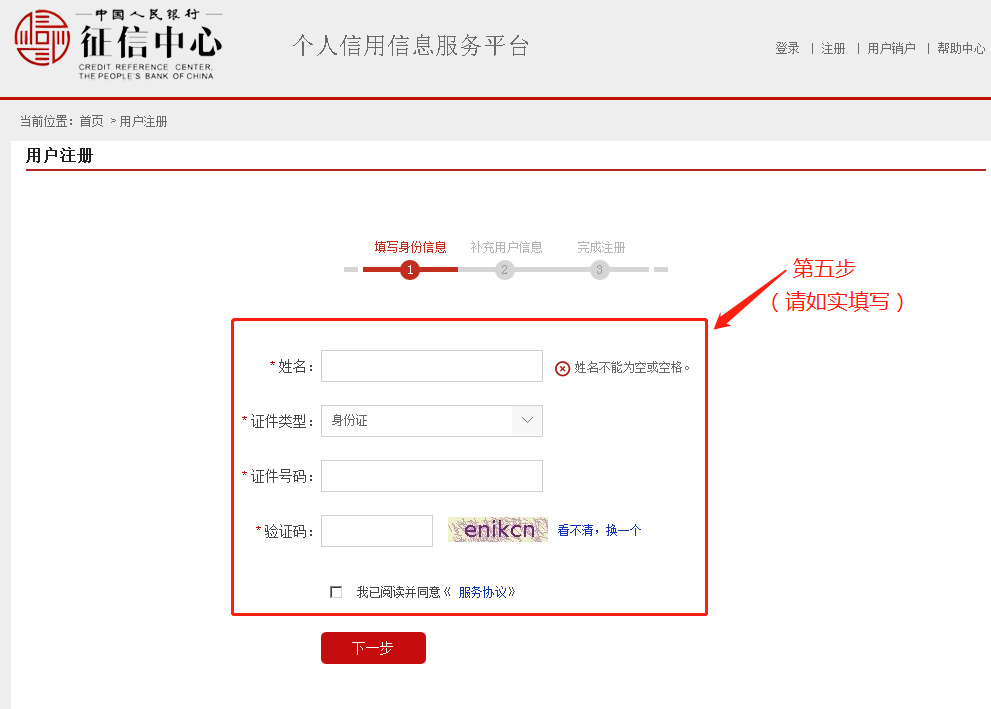 中国人民银行
征信中心
CREDIT REFERENCE CENTER,
THE PEOPLE'S BANK OF CHINA
个人信用信息服务平台
登录 | 注册 | 用户销户 | 帮助中心
当前位置：首页 > 用户注册
用户注册
填写身份信息 补充用户信息 完成注册
1 2 3
第五步
（请如实填写）
*姓名： 姓名不能为空或空格。
*证件类型： 身份证
*证件号码：
*验证码： enikcn 看不清，换一个
我已阅读并同意《 服务协议》
下一步